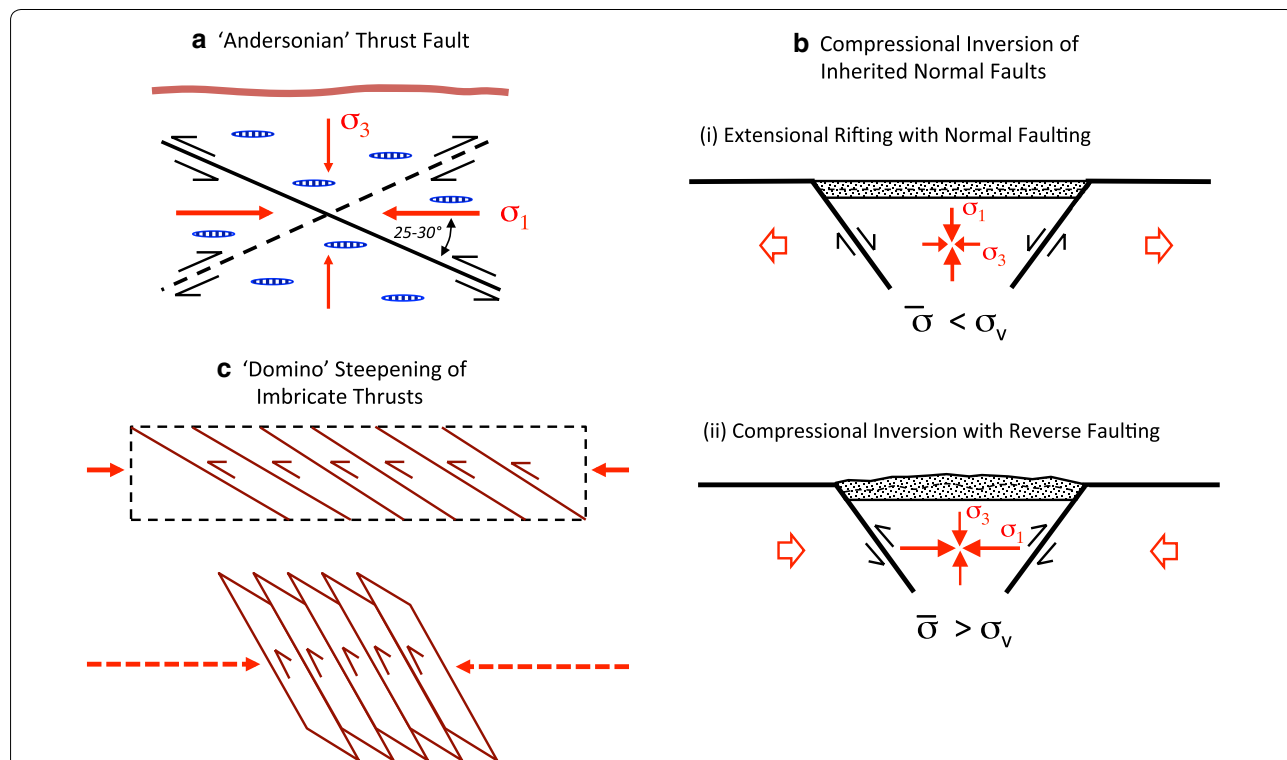 a 'Andersonian' Thrust Fault
σ3
σ1
25-30°
b Compressional Inversion of
Inherited Normal Faults
(i) Extensional Rifting with Normal Faulting
σ1
σ3
σ̅ < σv
c 'Domino' Steepening of
Imbricate Thrusts
(ii) Compressional Inversion with Reverse Faulting
σ3
σ1
σ̅ > σv